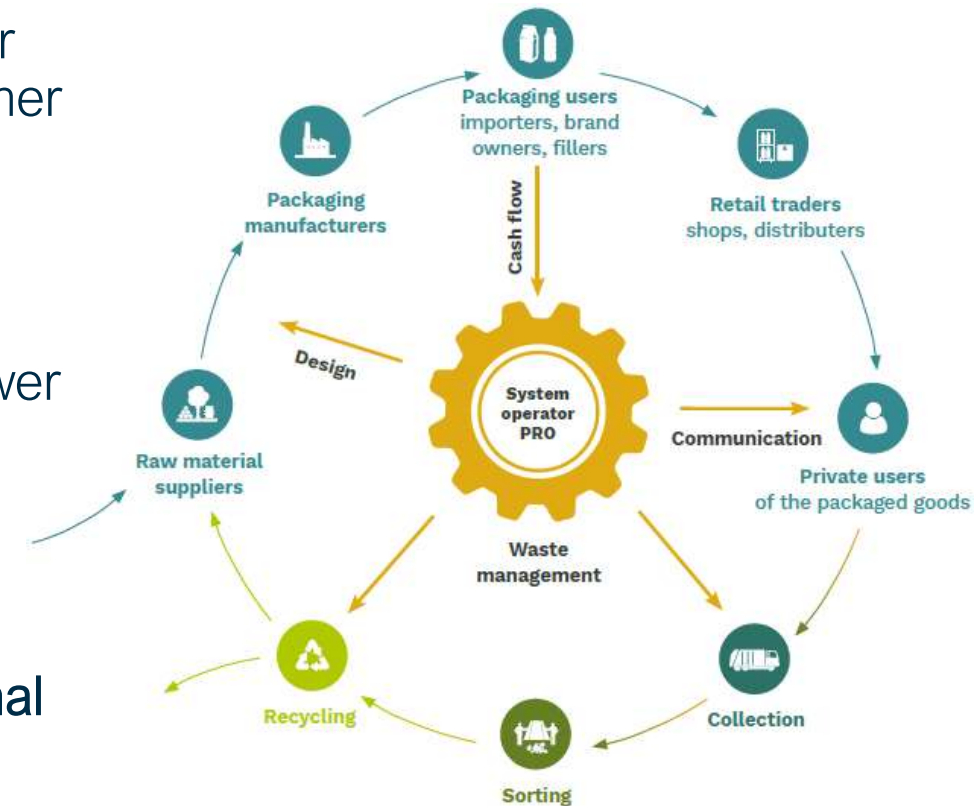 Packaging users
importers, brand
owners, fillers
Packaging
manufacturers
Retail traders
shops, distributers
Cash flow
Design
System
operator
PRO
Communication
Raw material
suppliers
Private users
of the packaged goods
Waste
management
Recycling
Collection
Sorting